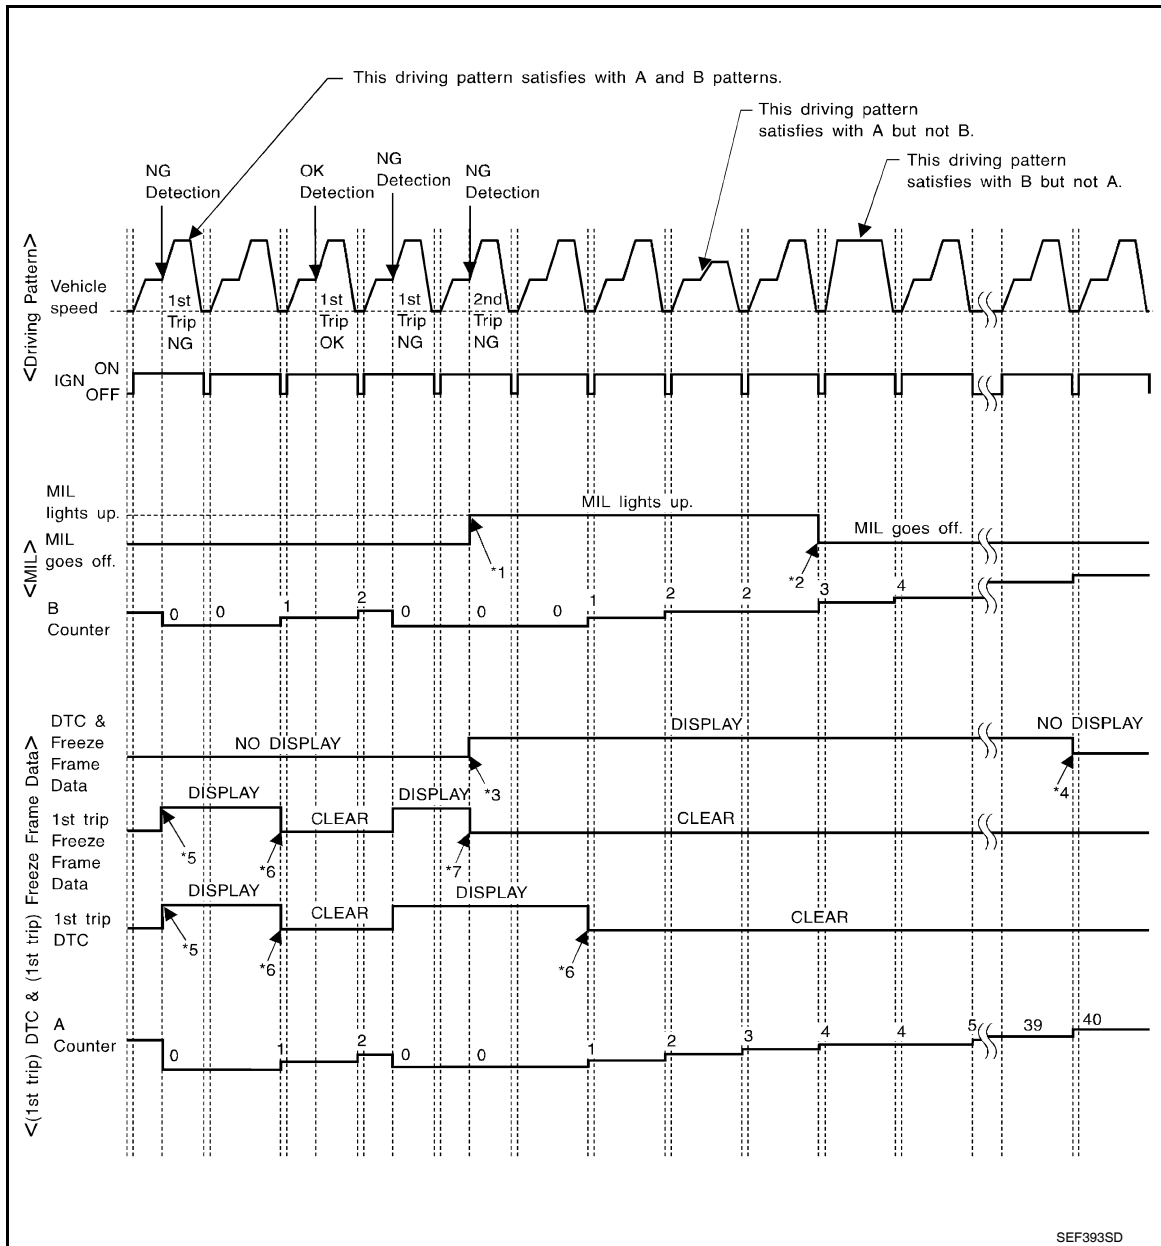 This driving pattern satisfies with A and B patterns.
This driving pattern
satisfies with A but not B.
This driving pattern
satisfies with B but not A.
NG
Detection
OK
Detection
NG
Detection
NG
Detection
<Driving Pattern>
Vehicle
speed
1st
Trip
NG
1st
Trip
OK
1st
Trip
NG
2nd
Trip
NG
IGN
ON
OFF
<MIL>
MIL
lights up.
MIL
goes off.
MIL lights up.
MIL goes off.
*1
*2
B
Counter
0 0 1 2 0 0 0 1 2 2 3 4
<(1st trip) DTC & (1st trip) Freeze Frame Data>
DTC &
Freeze
Frame
Data
NO DISPLAY
DISPLAY
NO DISPLAY
*3
*4
1st trip
Freeze
Frame
Data
DISPLAY
CLEAR
DISPLAY
CLEAR
*5
*6
*7
1st trip
DTC
DISPLAY
CLEAR
DISPLAY
CLEAR
*5
*6
*6
A
Counter
0 1 2 0 0 1 2 3 4 4 5 39 40
SEF393SD